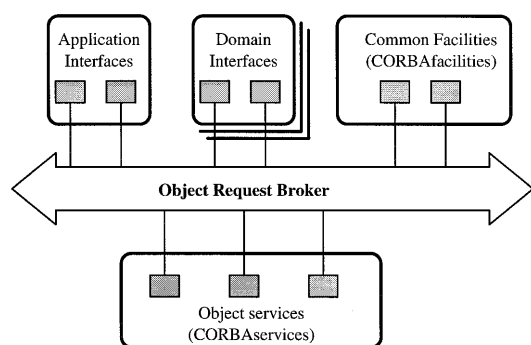 Application
Interfaces
Domain
Interfaces
Common Facilities
(CORBAfacilities)
Object Request Broker
Object services
(CORBAservices)